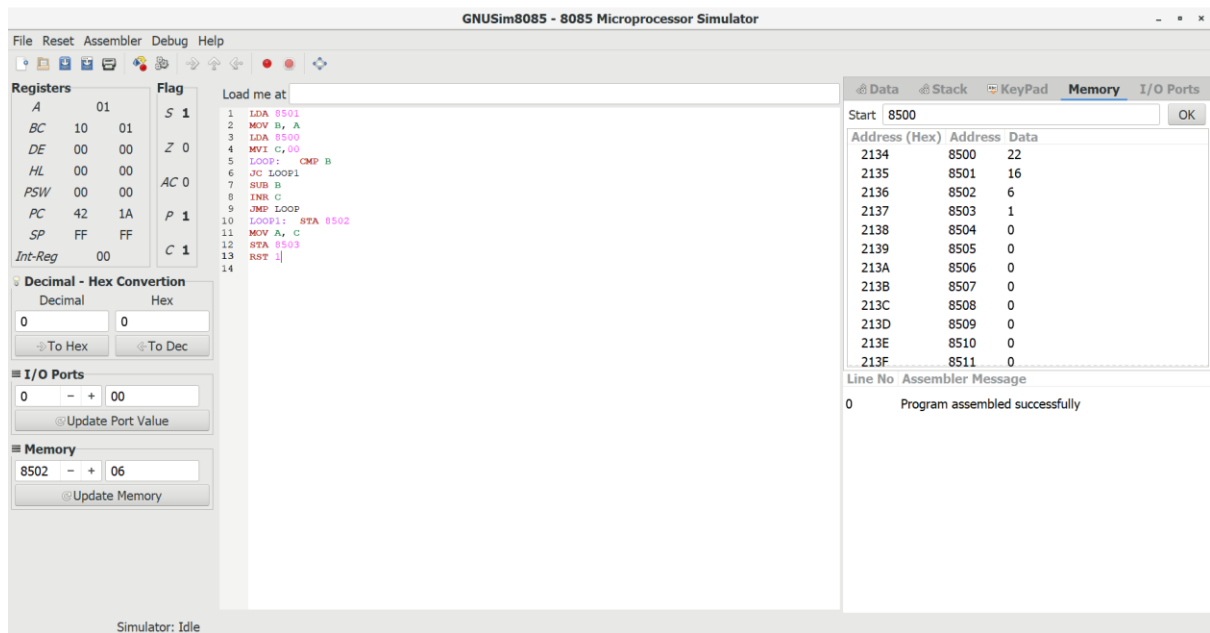 GNUSim8085 - 8085 Microprocessor Simulator
File Reset Assembler Debug Help
Registers
A 01
BC 10 01
DE 00 00
HL 00 00
PSW 00 00
PC 42 1A
SP FF FF
Int-Reg 00
Flag
S 1
Z 0
AC 0
P 1
C 1
Decimal - Hex Convertion
Decimal Hex
0 0
To Hex To Dec
I/O Ports
0 - + 00
Update Port Value
Memory
8502 - + 06
Update Memory
Load me at
1 LDA 8501
2 MOV B, A
3 LDA 8500
4 MVI C,00
5 LOOP: CMP B
6 JC LOOP1
7 SUB B
8 INR C
9 JMP LOOP
10 LOOP1: STA 8502
11 MOV A, C
12 STA 8503
13 RST 1
14
Data Stack KeyPad Memory I/O Ports
Start 8500 OK
Address (Hex) Address Data
2134 8500 22
2135 8501 16
2136 8502 6
2137 8503 1
2138 8504 0
2139 8505 0
213A 8506 0
213B 8507 0
213C 8508 0
213D 8509 0
213E 8510 0
213F 8511 0
Line No Assembler Message
0 Program assembled successfully
Simulator: Idle